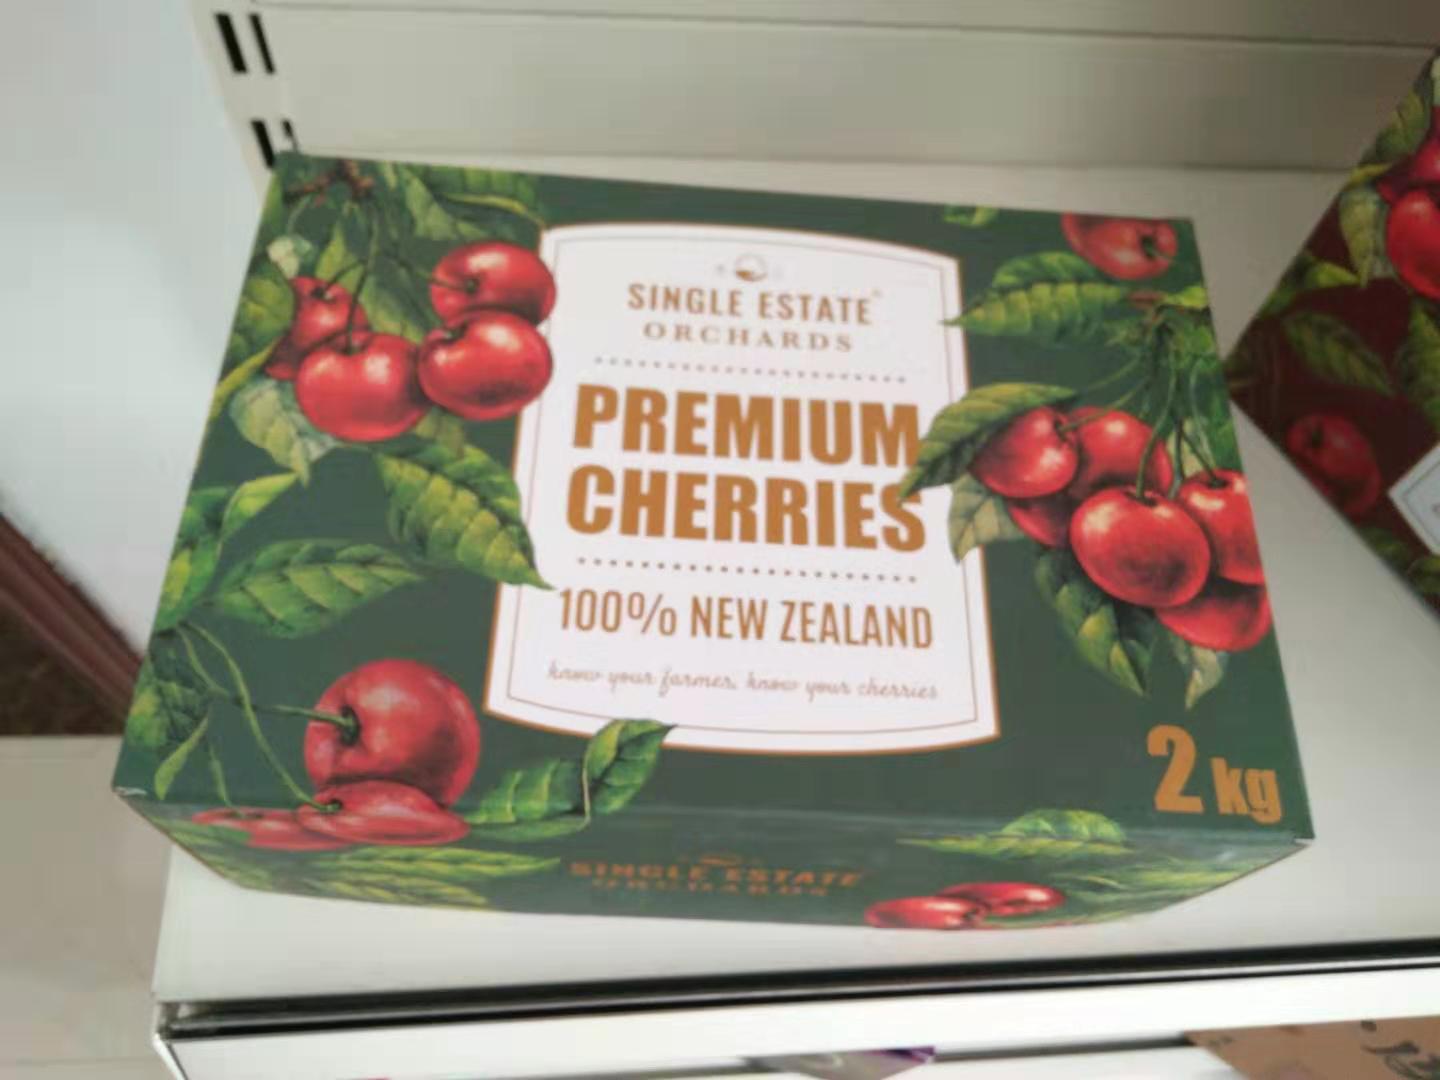 SINGLE ESTATE
ORCHARDS
PREMIUM
CHERRIES
100% NEW ZEALAND
know your farmer, know your cherries
2 kg
SINGLE ESTATE
ORCHARDS